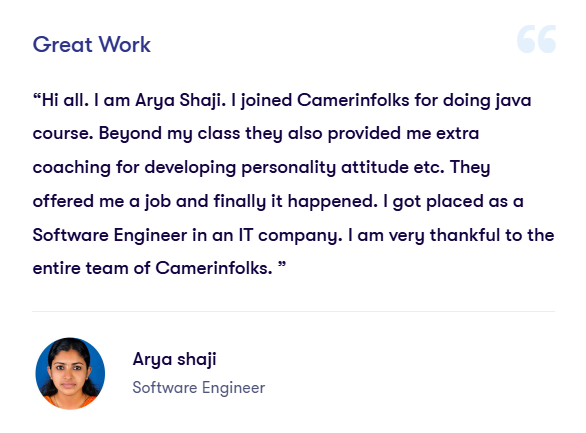 Great Work
“Hi all. I am Arya Shaji. I joined Camerinfolks for doing java
course. Beyond my class they also provided me extra
coaching for developing personality attitude etc. They
offered me a job and finally it happened. I got placed as a
Software Engineer in an IT company. I am very thankful to the
entire team of Camerinfolks. ”
Arya shaji
Software Engineer